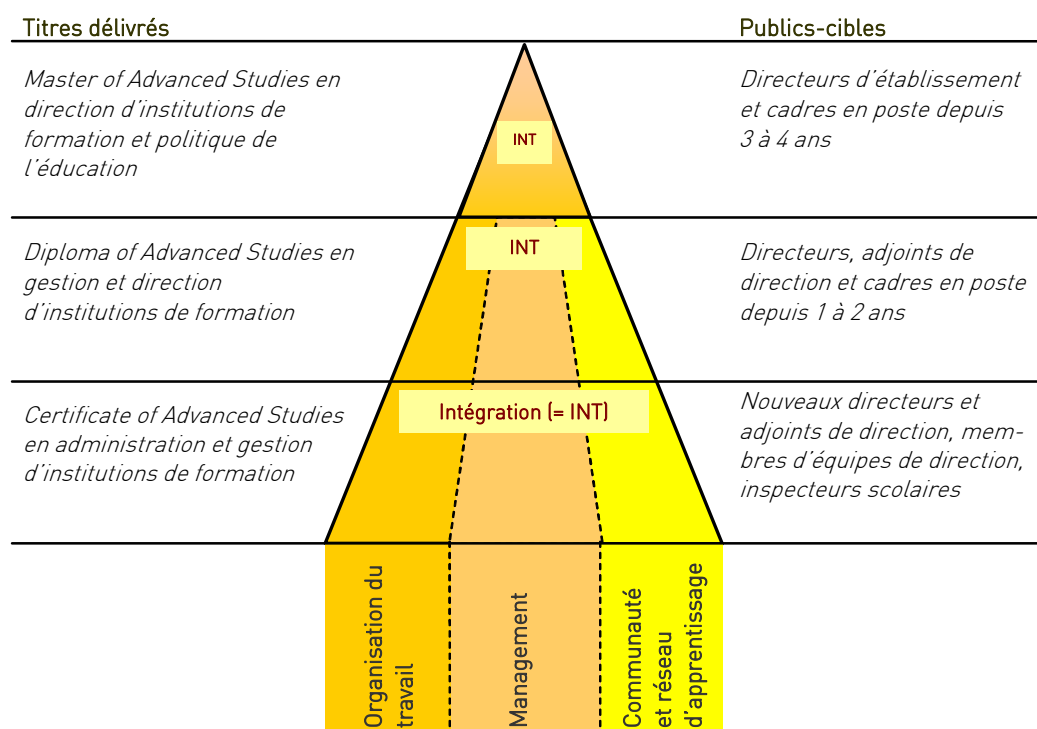 Titres délivrés
Publics-cibles
Master of Advanced Studies en
direction d'institutions de
formation et politique de
l'éducation
INT
Directeurs d'établissement
et cadres en poste depuis
3 à 4 ans
Diploma of Advanced Studies en
gestion et direction
d'institutions de formation
INT
Directeurs, adjoints de
direction et cadres en poste
depuis 1 à 2 ans
Certificate of Advanced Studies
en administration et gestion
d'institutions de formation
Intégration (= INT)
Nouveaux directeurs et
adjoints de direction, mem-
bres d'équipes de direction,
inspecteurs scolaires
Organisation du
travail
Management
Communauté
et réseau
d'apprentissage